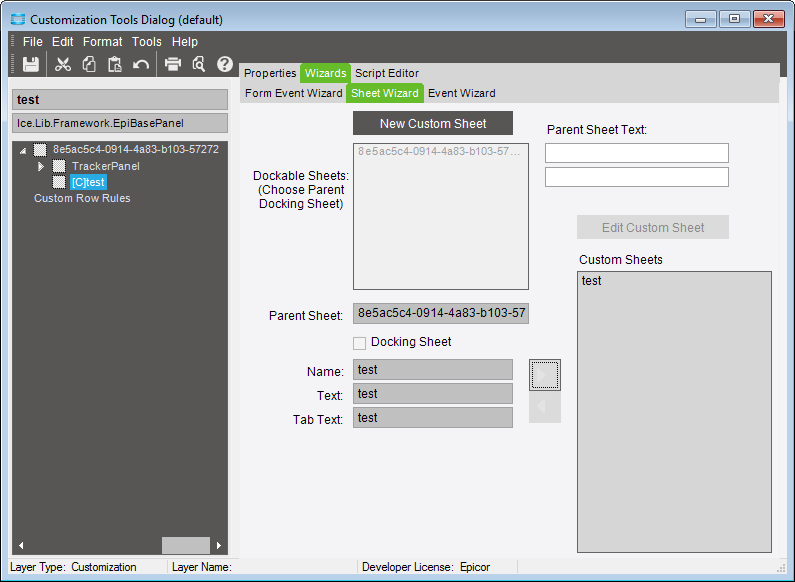 Customization Tools Dialog (default)
File Edit Format Tools Help
Properties Wizards Script Editor
Form Event Wizard Sheet Wizard Event Wizard
test
Ice.Lib.Framework.EpiBasePanel
8e5ac5c4-0914-4a83-b103-57272
TrackerPanel
[C]test
Custom Row Rules
New Custom Sheet
Dockable Sheets:
(Choose Parent
Docking Sheet)
8e5ac5c4-0914-4a83-b103-57...
Parent Sheet: 8e5ac5c4-0914-4a83-b103-57
Docking Sheet
Name: test
Text: test
Tab Text: test
Parent Sheet Text:
Edit Custom Sheet
Custom Sheets
test
Layer Type: Customization Layer Name: Developer License: Epicor